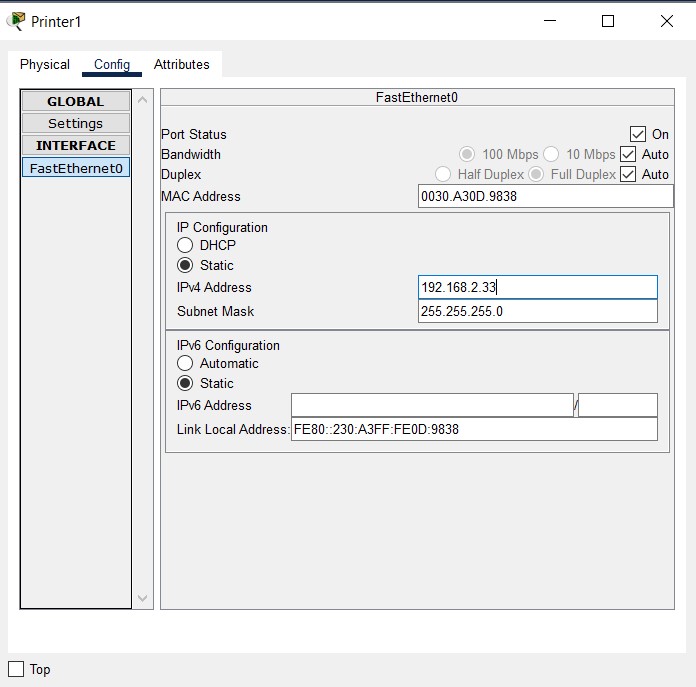 Printer1
Physical Config Attributes
GLOBAL
Settings
INTERFACE
FastEthernet0
FastEthernet0
Port Status On
Bandwidth 100 Mbps 10 Mbps Auto
Duplex Half Duplex Full Duplex Auto
MAC Address 0030.A30D.9838
IP Configuration
DHCP
Static
IPv4 Address 192.168.2.33
Subnet Mask 255.255.255.0
IPv6 Configuration
Automatic
Static
IPv6 Address /
Link Local Address: FE80::230:A3FF:FE0D:9838
Top